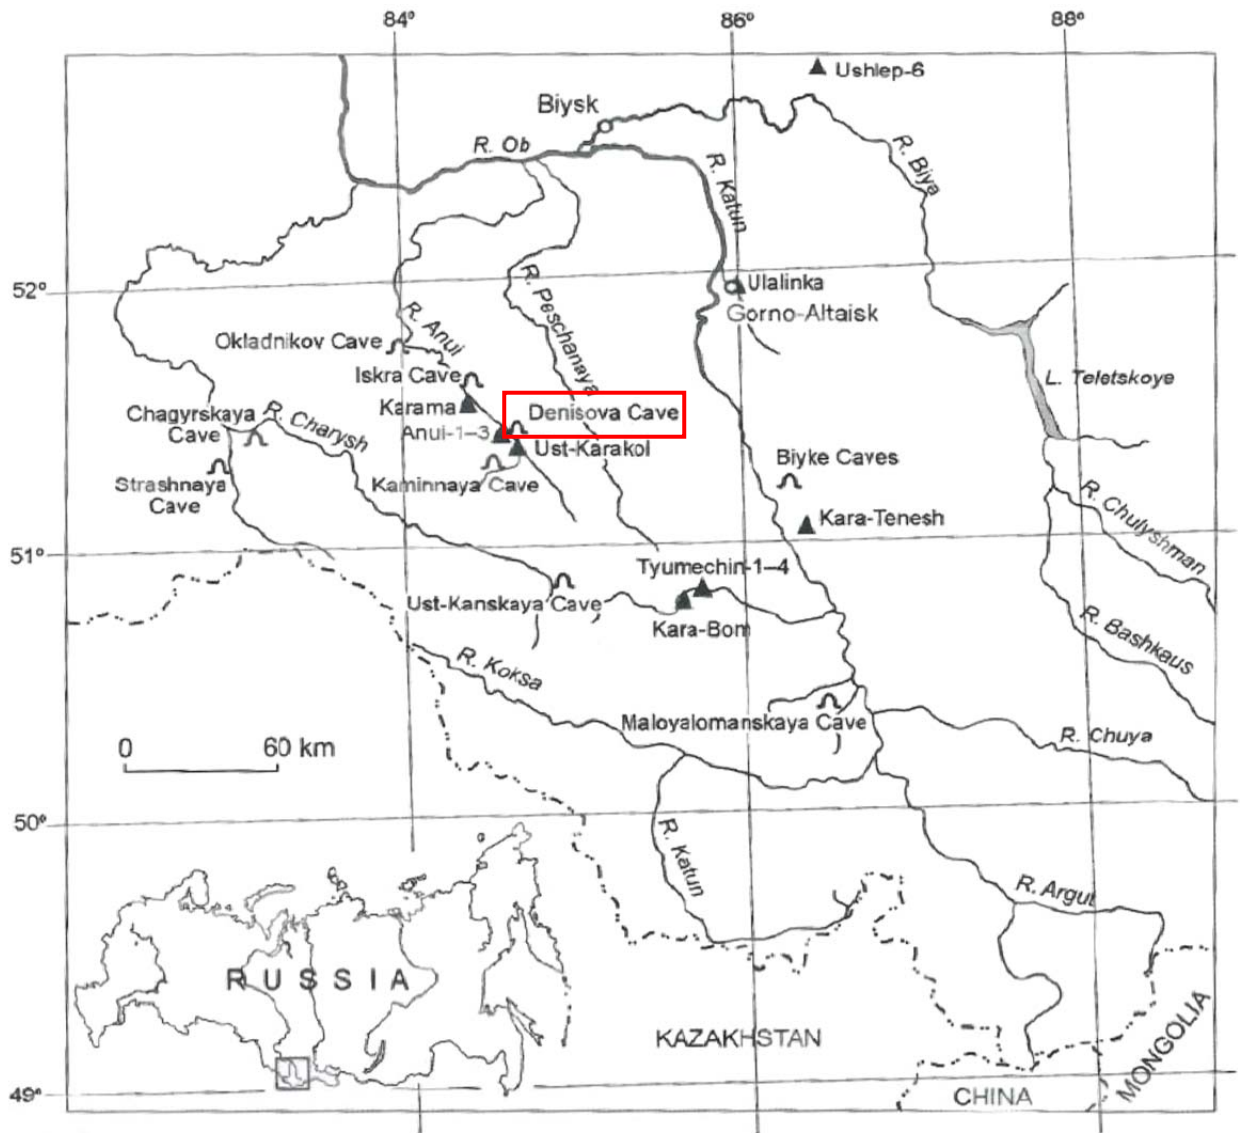 84°
86°
88°
Ushlep-6
Biysk
R. Ob
R. Biya
R. Katun
52°
Ulalinka
Gorno-Altaisk
R. Peschanaya
R. Anui
Okladnikov Cave
Iskra Cave
L. Teletskoye
Karama
Denisova Cave
Chagyrskaya
Cave
R. Charysh
Anui-1–3
Ust-Karakol
Biyke Caves
Strashnaya
Cave
Kaminnaya Cave
Kara-Tenesh
R. Chulyshman
51°
Tyumechin-1–4
Ust-Kanskaya Cave
Kara-Bom
R. Bashkaus
R. Koksa
Maloyalomanskaya Cave
R. Chuya
0 60 km
50°
R. Katun
R. Argut
RUSSIA
KAZAKHSTAN
MONGOLIA
CHINA
49°